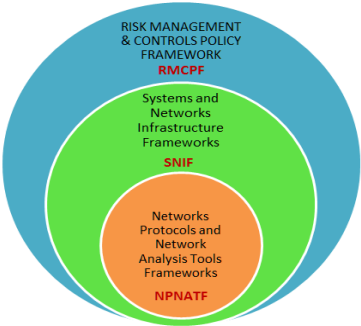 RISK MANAGEMENT
& CONTROLS POLICY
FRAMEWORK
RMCPF
Systems and
Networks
Infrastructure
Frameworks
SNIF
Networks
Protocols and
Network
Analysis Tools
Frameworks
NPNATF